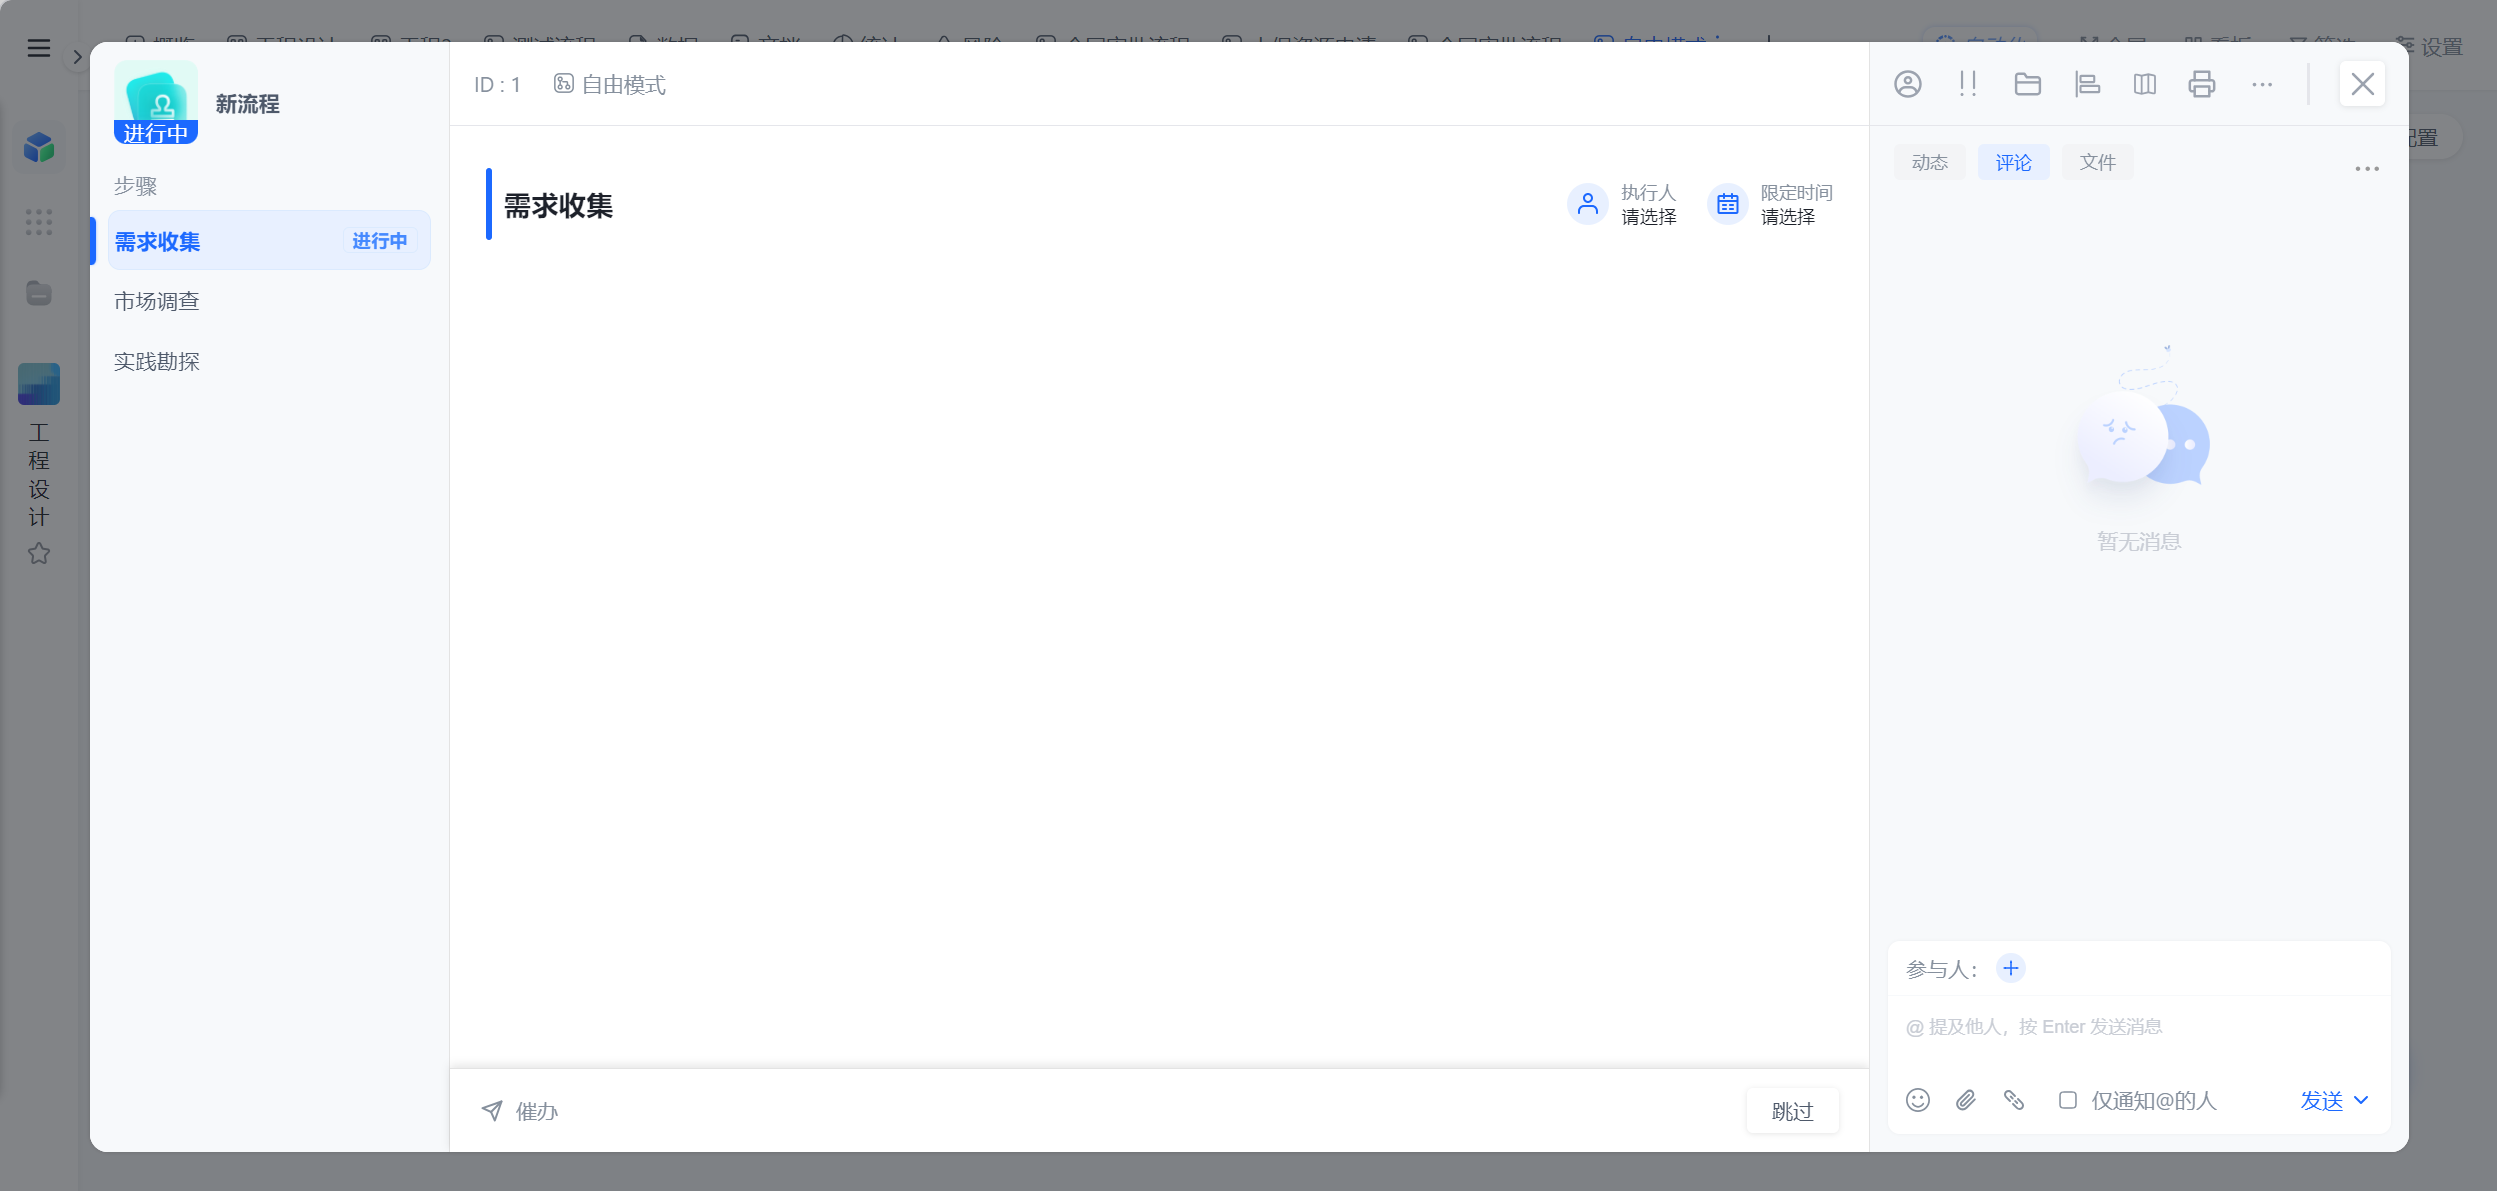 设置
配置
工
程
设
计
新流程
进行中
步骤
需求收集
进行中
市场调查
实践勘探
ID : 1
自由模式
需求收集
执行人
请选择
限定时间
请选择
催办
跳过
动态
评论
文件
暂无消息
参与人：
@ 提及他人，按 Enter 发送消息
仅通知@的人
发送